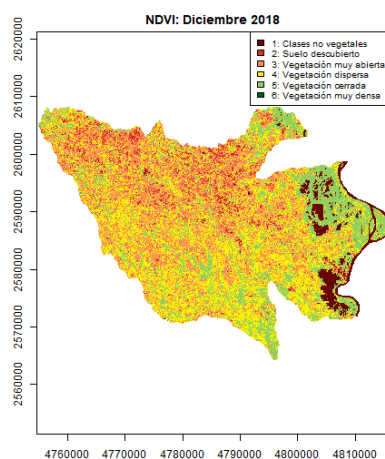 NDVI: Diciembre 2018
1: Clases no vegetales
2: Suelo descubierto
3: Vegetación muy abierta
4: Vegetación dispersa
5: Vegetación cerrada
6: Vegetación muy densa
2620000
2610000
2600000
2590000
2580000
2570000
2560000
4760000 4770000 4780000 4790000 4800000 4810000